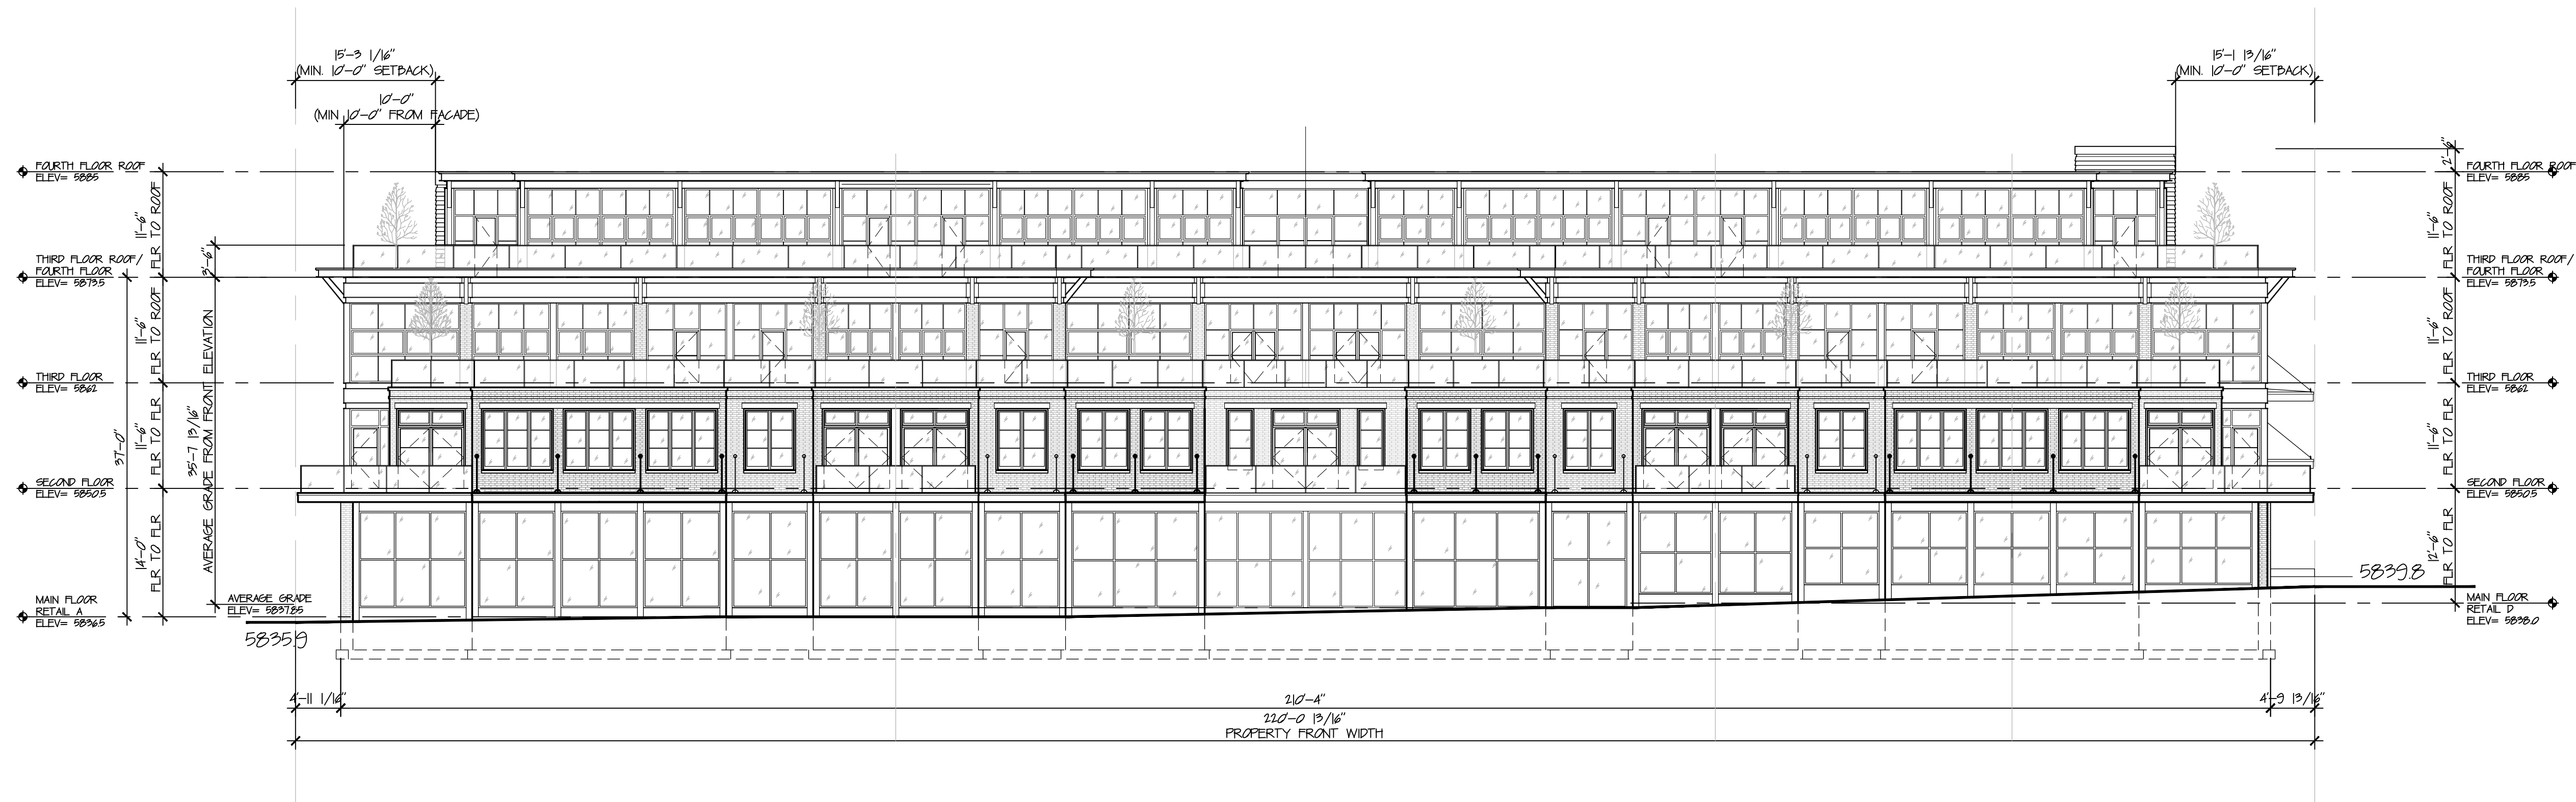 15'-3 1/16"
(MIN. 10'-0" SETBACK)
10'-0"
(MIN 10'-0" FROM FACADE)
15'-1 13/16"
(MIN. 10'-0" SETBACK)
FOURTH FLOOR ROOF
ELEV= 5885
THIRD FLOOR ROOF/
FOURTH FLOOR
ELEV= 5873.5
THIRD FLOOR
ELEV= 5862
SECOND FLOOR
ELEV= 5850.5
MAIN FLOOR
RETAIL A
ELEV= 5836.5
37'-0"
11'-6"
FLR TO ROOF
11'-6"
FLR TO ROOF
11'-6"
FLR TO FLR
14'-0"
FLR TO FLR
3'-6"
35'-7 13/16"
AVERAGE GRADE FROM FRONT ELEVATION
AVERAGE GRADE
ELEV= 5837.85
5835.9
5839.8
2'-6"
11'-6"
FLR TO ROOF
11'-6"
FLR TO ROOF
11'-6"
FLR TO FLR
12'-6"
FLR TO FLR
FOURTH FLOOR ROOF
ELEV= 5885
THIRD FLOOR ROOF/
FOURTH FLOOR
ELEV= 5873.5
THIRD FLOOR
ELEV= 5862
SECOND FLOOR
ELEV= 5850.5
MAIN FLOOR
RETAIL D
ELEV= 5838.0
4'-11 1/16"
210'-4"
4'-9 13/16"
220'-0 13/16"
PROPERTY FRONT WIDTH